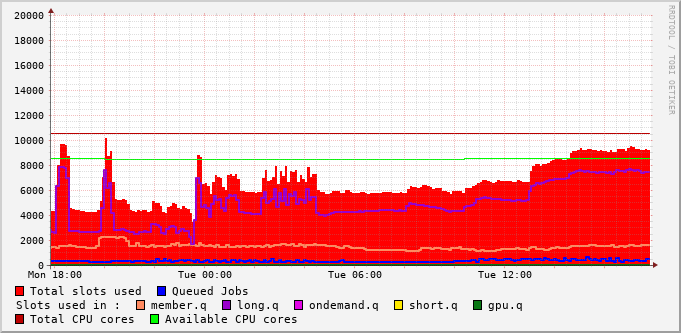 20000
18000
16000
14000
12000
10000
8000
6000
4000
2000
0
Mon 18:00 Tue 00:00 Tue 06:00 Tue 12:00
RRDTOOL / TOBI OETIKER
Total slots used Queued Jobs
Slots used in : member.q long.q ondemand.q short.q gpu.q
Total CPU cores Available CPU cores